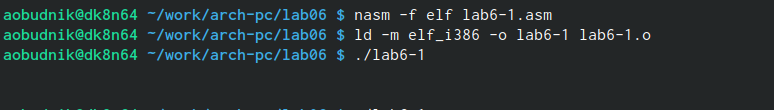 aobudnik@dk8n64 ~/work/arch-pc/lab06 $ nasm -f elf lab6-1.asm
aobudnik@dk8n64 ~/work/arch-pc/lab06 $ ld -m elf_i386 -o lab6-1 lab6-1.o
aobudnik@dk8n64 ~/work/arch-pc/lab06 $ ./lab6-1